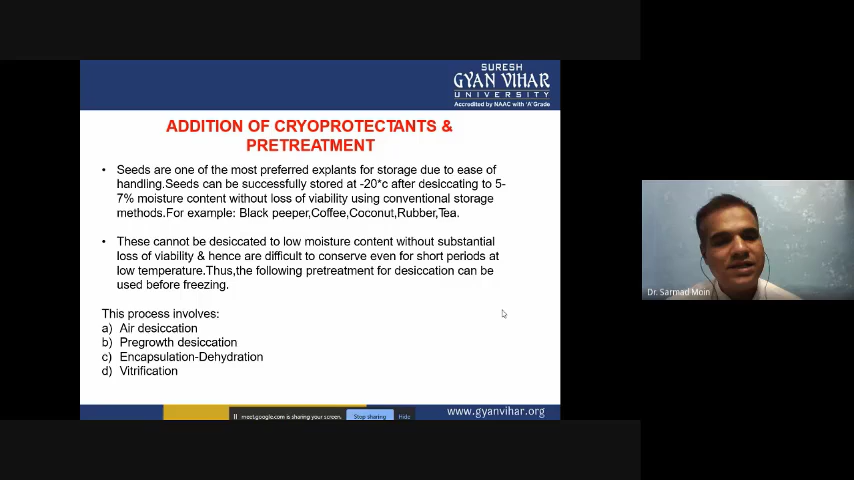 SURESH
GYAN VIHAR
UNIVERSITY
Accredited by NAAC with 'A' Grade
ADDITION OF CRYOPROTECTANTS &
PRETREATMENT
• Seeds are one of the most preferred explants for storage due to ease of
handling.Seeds can be successfully stored at -20*c after desiccating to 5-
7% moisture content without loss of viability using conventional storage
methods.For example: Black peeper,Coffee,Coconut,Rubber,Tea.
• These cannot be desiccated to low moisture content without substantial
loss of viability & hence are difficult to conserve even for short periods at
low temperature.Thus,the following pretreatment for desiccation can be
used before freezing.
This process involves:
a) Air desiccation
b) Pregrowth desiccation
c) Encapsulation-Dehydration
d) Vitrification
meet.google.com is sharing your screen. Stop sharing Hide
www.gyanvihar.org
Dr. Sarmad Moin